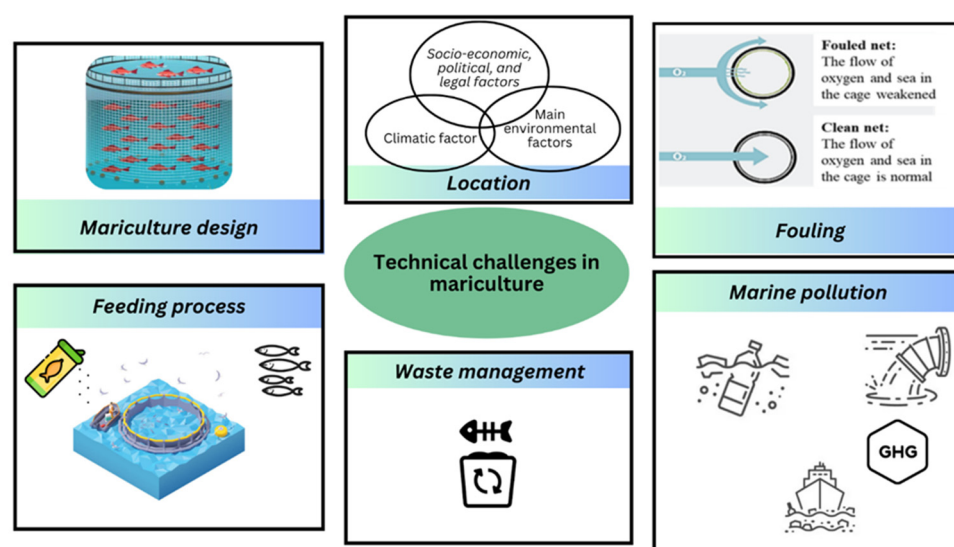 Socio-economic,
political, and
legal factors
Climatic factor
Main
environmental
factors
Location
Mariculture design
O₂
Fouled net:
The flow of
oxygen and sea in
the cage weakened
O₂
Clean net:
The flow of
oxygen and sea in
the cage is normal
Fouling
Technical challenges in
mariculture
Feeding process
Waste management
Marine pollution
GHG